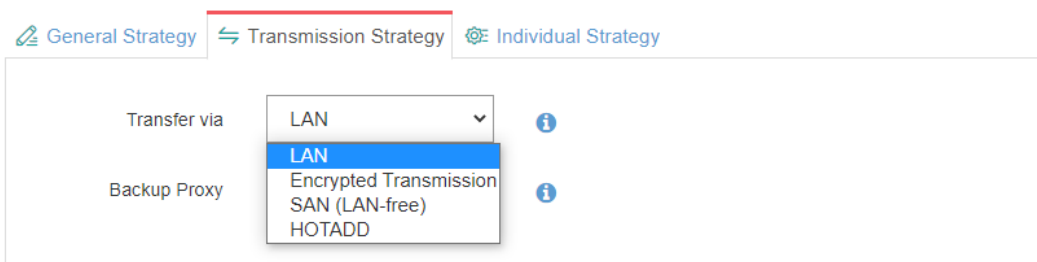 General Strategy Transmission Strategy Individual Strategy
Transfer via LAN
LAN
Encrypted Transmission
Backup Proxy
SAN (LAN-free)
HOTADD